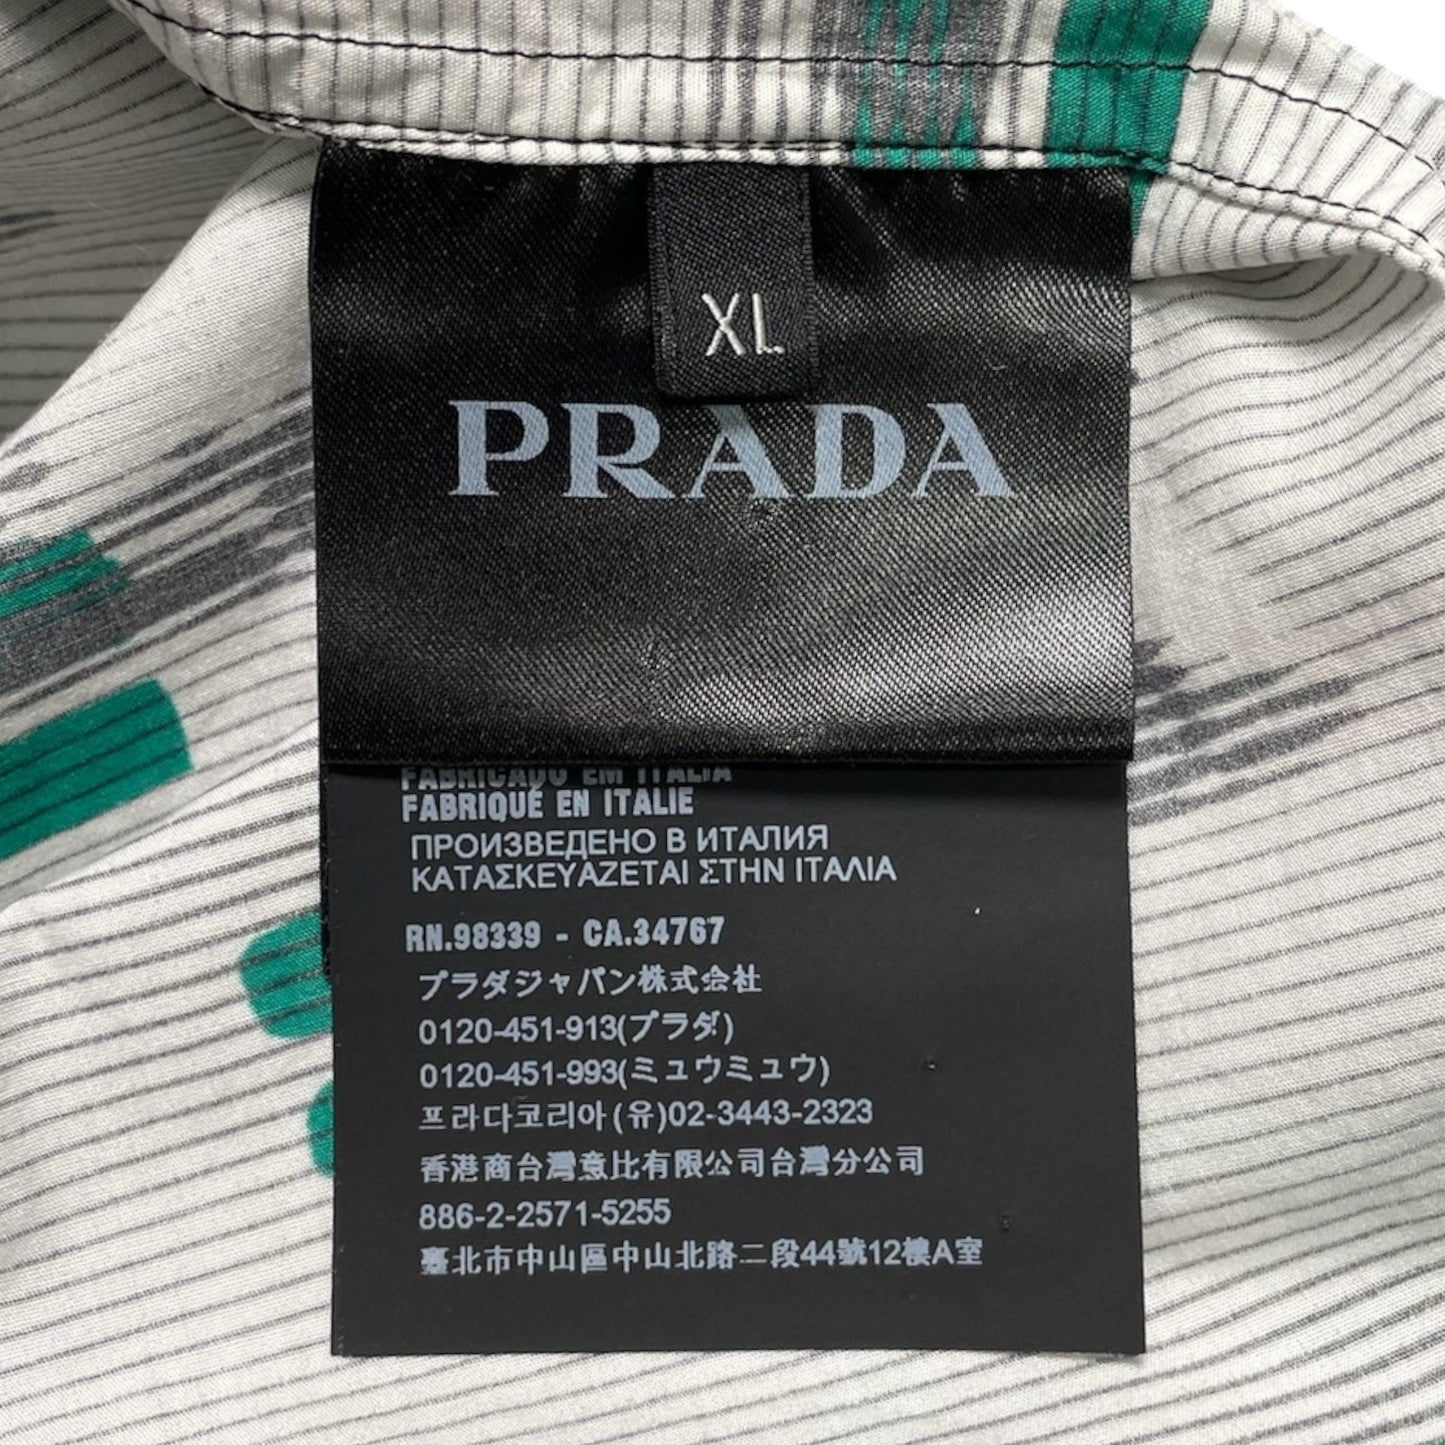 XL
PRADA
FABRICADO EM ITALIA
FABRIQUÉ EN ITALIE
ПРОИЗВЕДЕНО В ИТАЛИЯ
ΚΑΤΑΣΚΕΥΑΖΕΤΑΙ ΣΤΗΝ ΙΤΑΛΙΑ
RN.98339 - CA.34767
プラダジャパン株式会社
0120-451-913(プラダ)
0120-451-993(ミュウミュウ)
프라다코리아(유)02-3443-2323
香港商台灣意比有限公司台灣分公司
886-2-2571-5255
臺北市中山區中山北路二段44號12樓A室